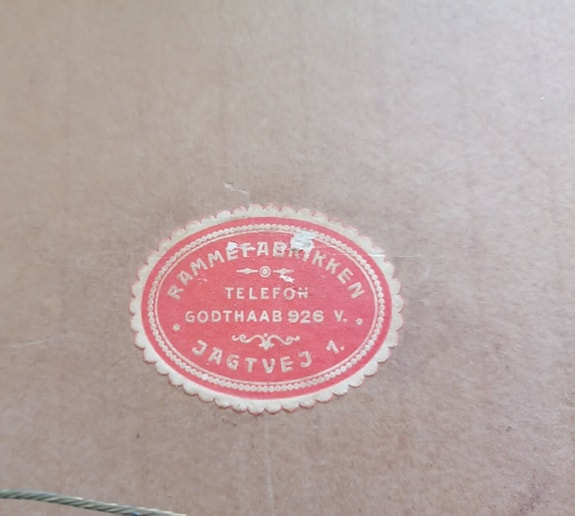 RAMMEFABRIKKEN
TELEFON
GODTHAAB 926 V.
JAGTVEJ 1.